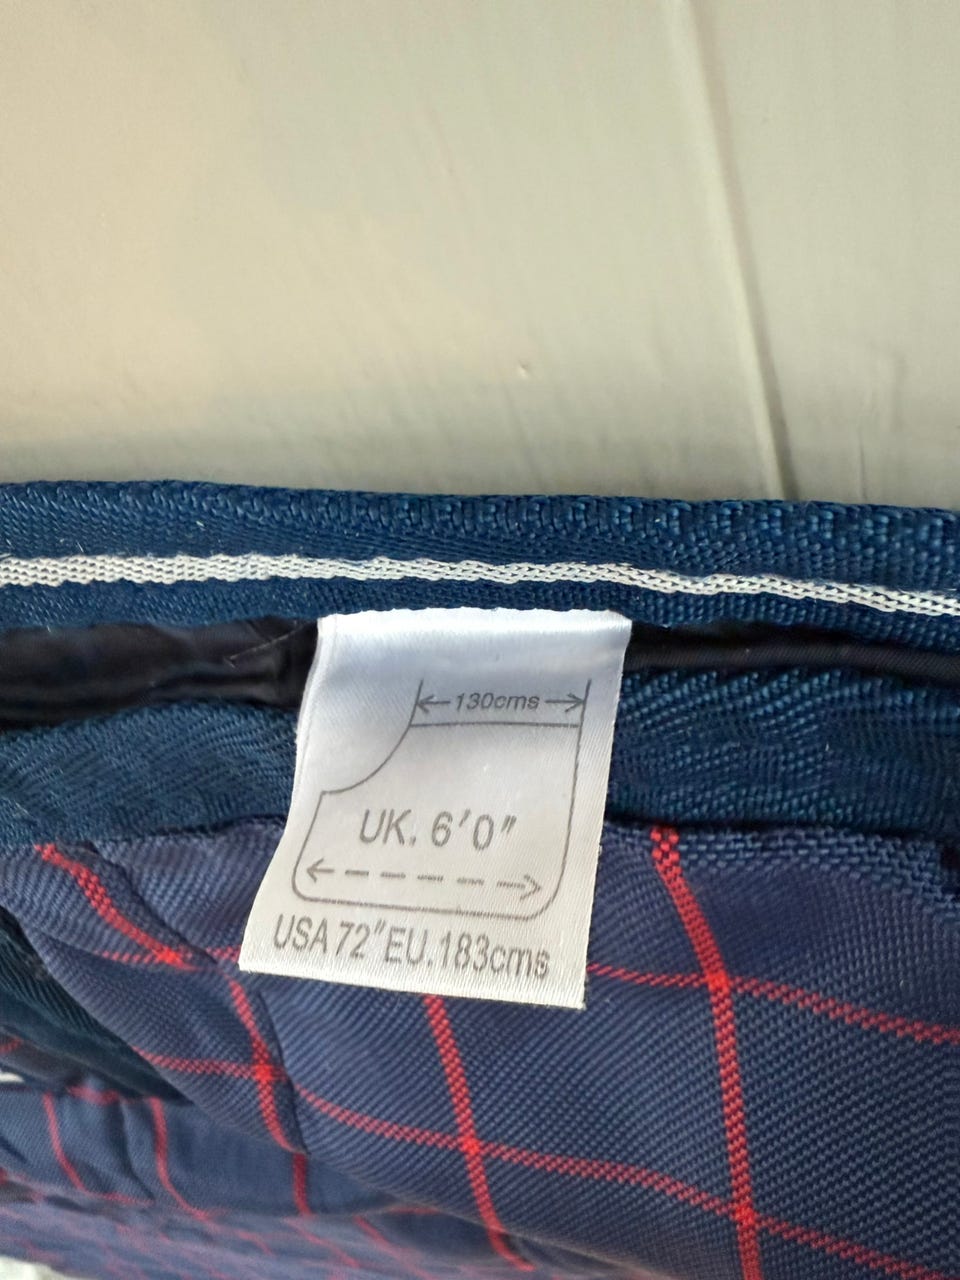 130cms
UK. 6'0"
USA 72" EU. 183cms